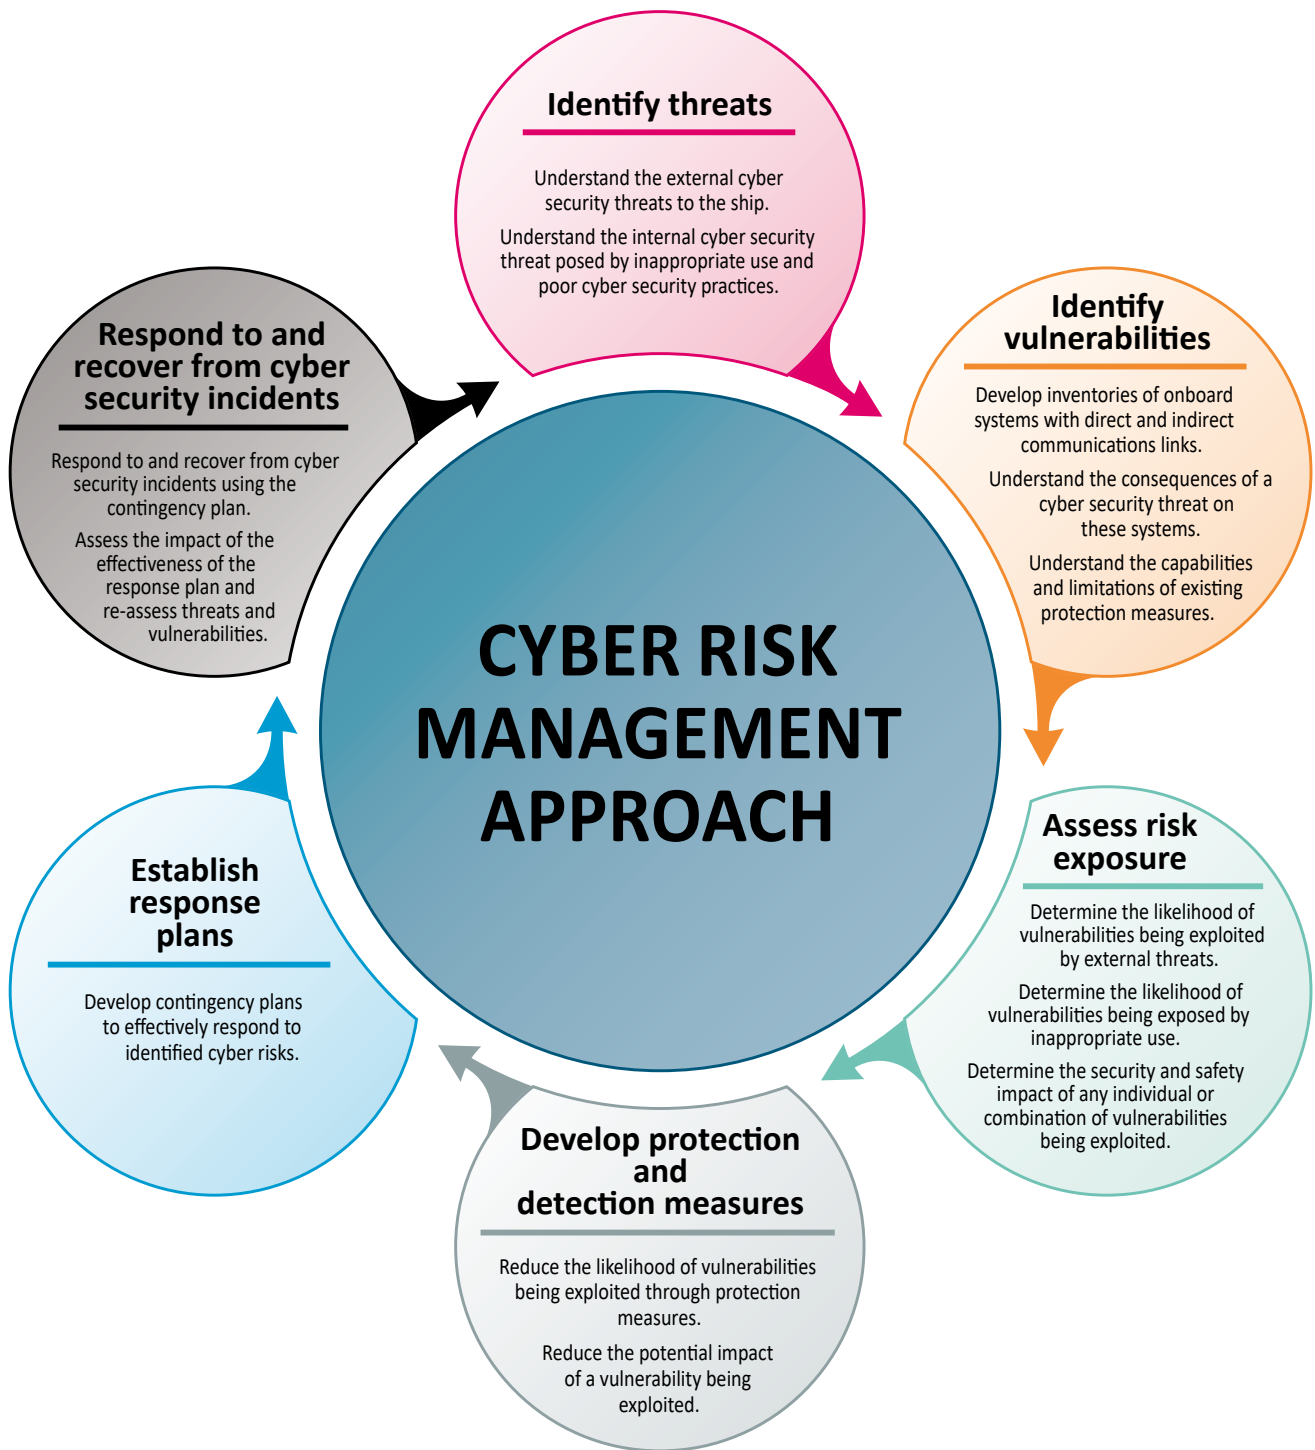 Identify threats
Understand the external cyber
security threats to the ship.
Understand the internal cyber security
threat posed by inappropriate use and
poor cyber security practices.
Identify
vulnerabilities
Develop inventories of onboard
systems with direct and indirect
communications links.
Understand the consequences of a
cyber security threat on
these systems.
Understand the capabilities
and limitations of existing
protection measures.
Assess risk
exposure
Determine the likelihood of
vulnerabilities being exploited
by external threats.
Determine the likelihood of
vulnerabilities being exposed by
inappropriate use.
Determine the security and safety
impact of any individual or
combination of vulnerabilities
being exploited.
Develop protection
and
detection measures
Reduce the likelihood of vulnerabilities
being exploited through protection
measures.
Reduce the potential impact
of a vulnerability being
exploited.
Establish
response
plans
Develop contingency plans
to effectively respond to
identified cyber risks.
Respond to and
recover from cyber
security incidents
Respond to and recover from cyber
security incidents using the
contingency plan.
Assess the impact of the
effectiveness of the
response plan and
re-assess threats and
vulnerabilities.
CYBER RISK
MANAGEMENT
APPROACH